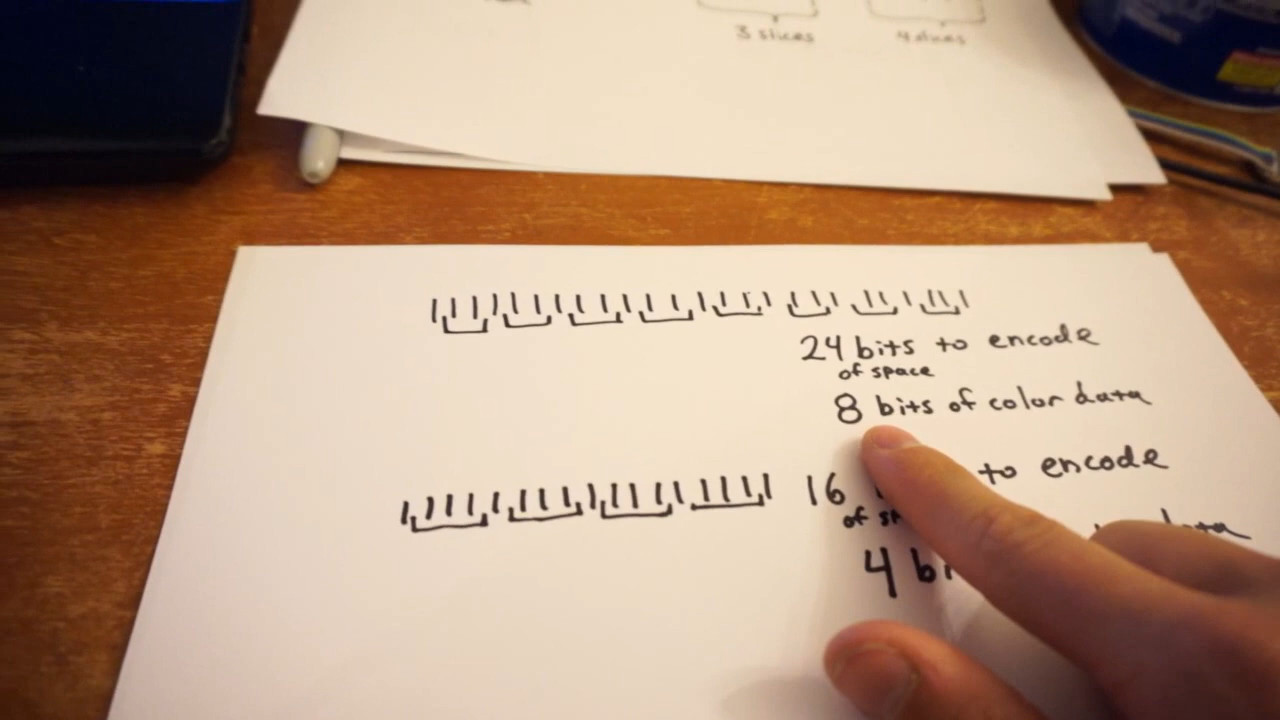 3 slices
4 slices
24 bits to encode
of space
8 bits of color data
16 to encode
of
4